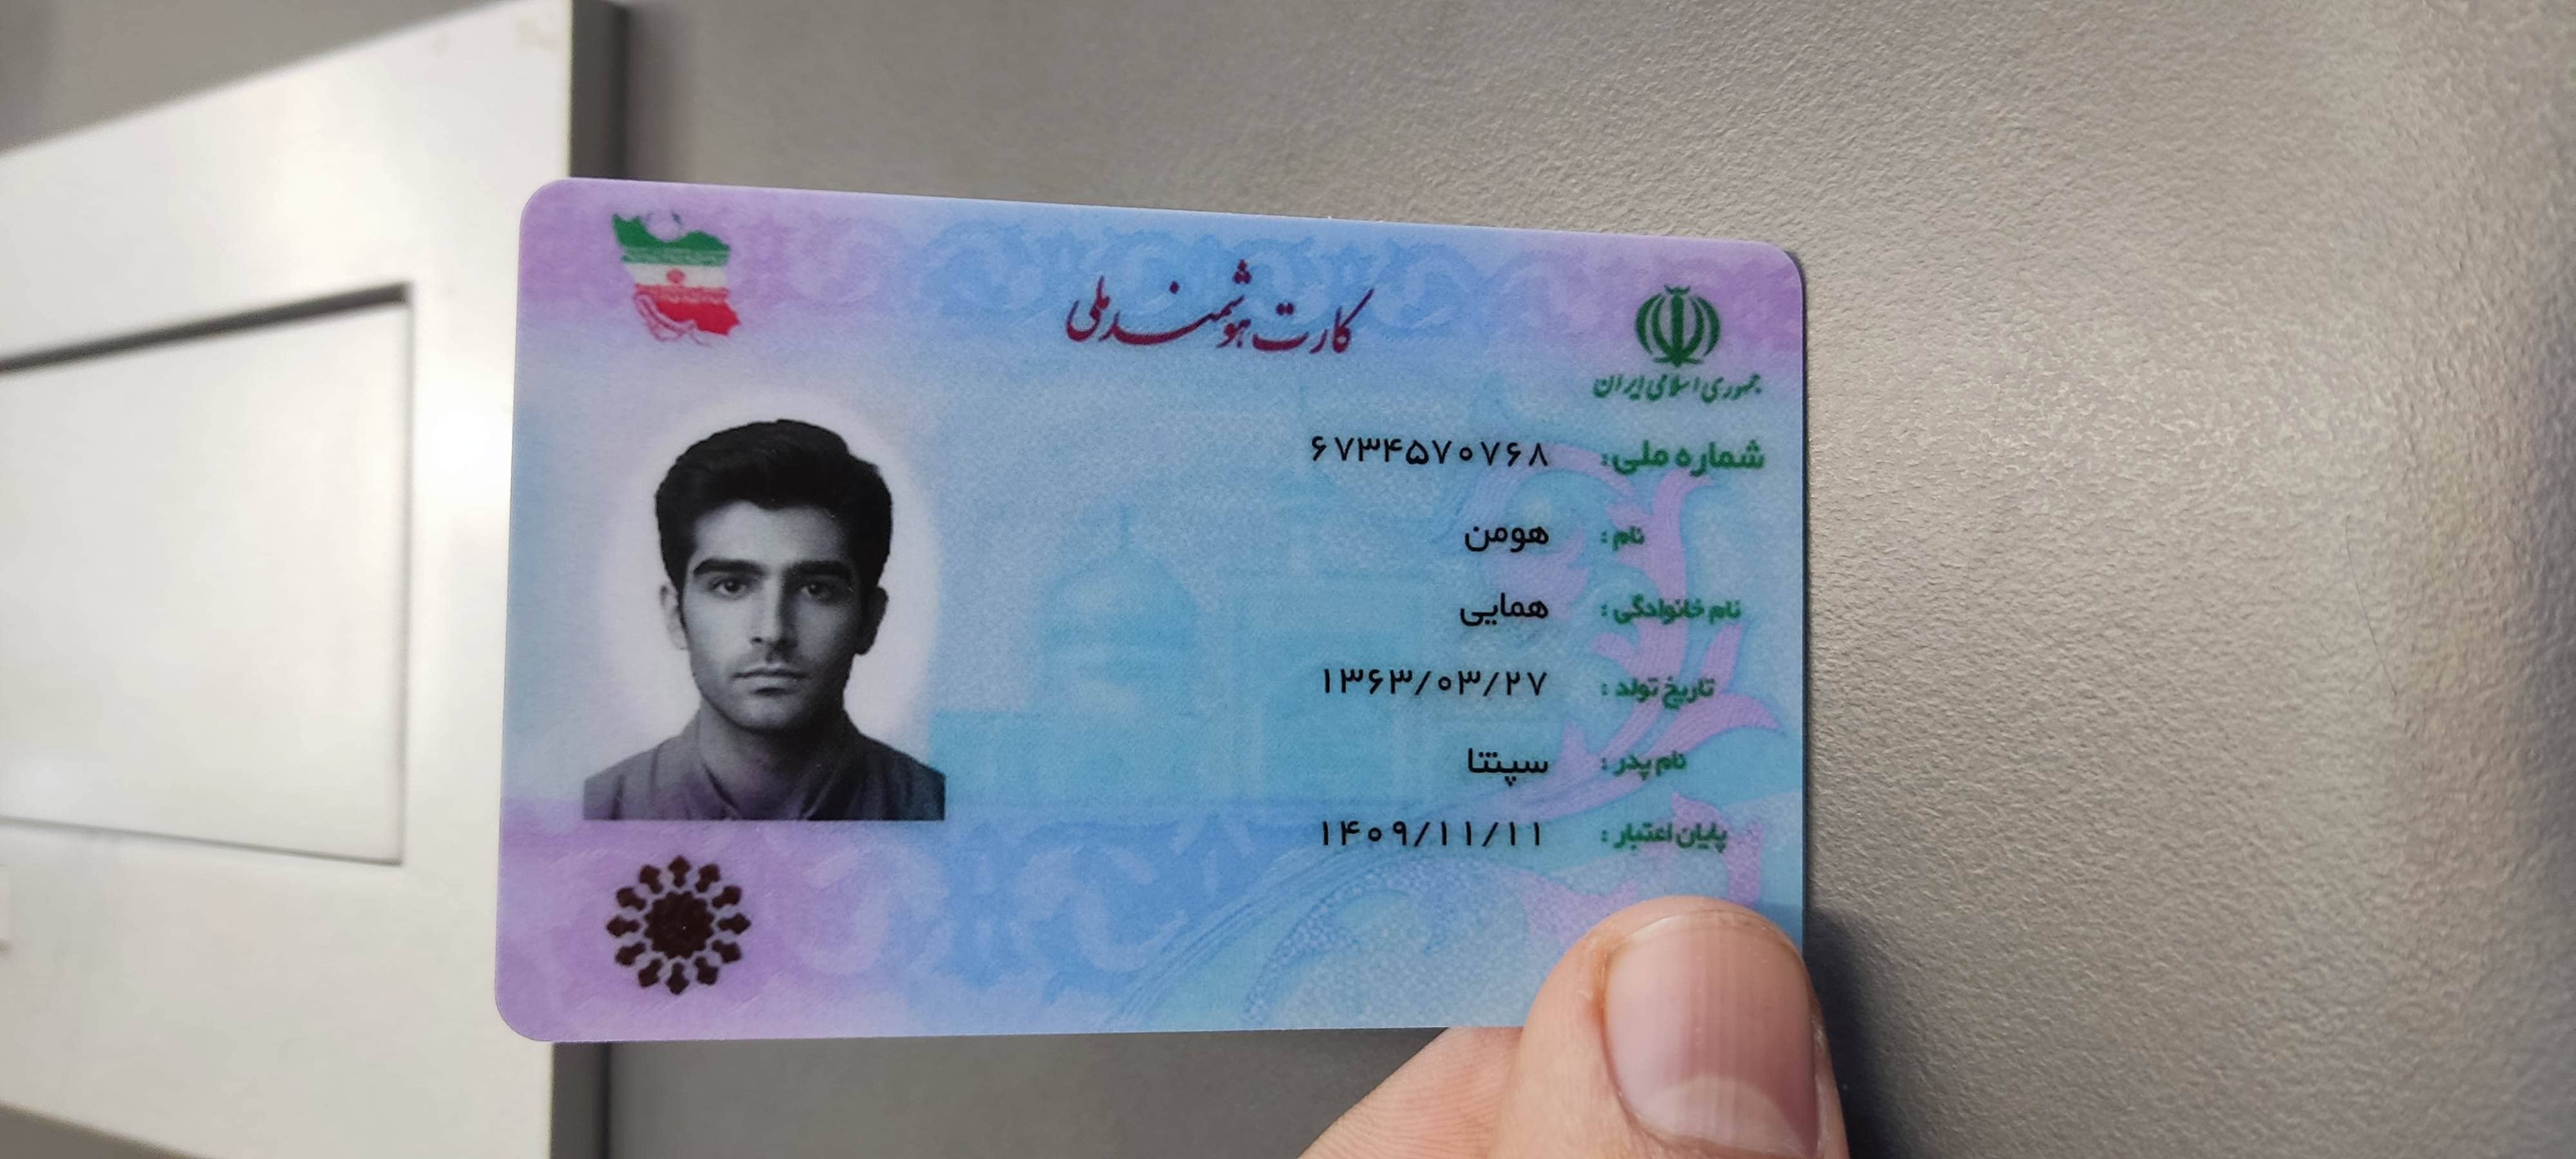 کارت هوشمند ملی
جمهوری اسلامی ایران
شماره ملی: ۶۷۳۴۵۷۰۷۶۸
نام: هومن
نام خانوادگی: همایی
تاریخ تولد: ۱۳۶۳/۰۳/۲۷
نام پدر: سپنتا
پایان اعتبار: ۱۴۰۹/۱۱/۱۱